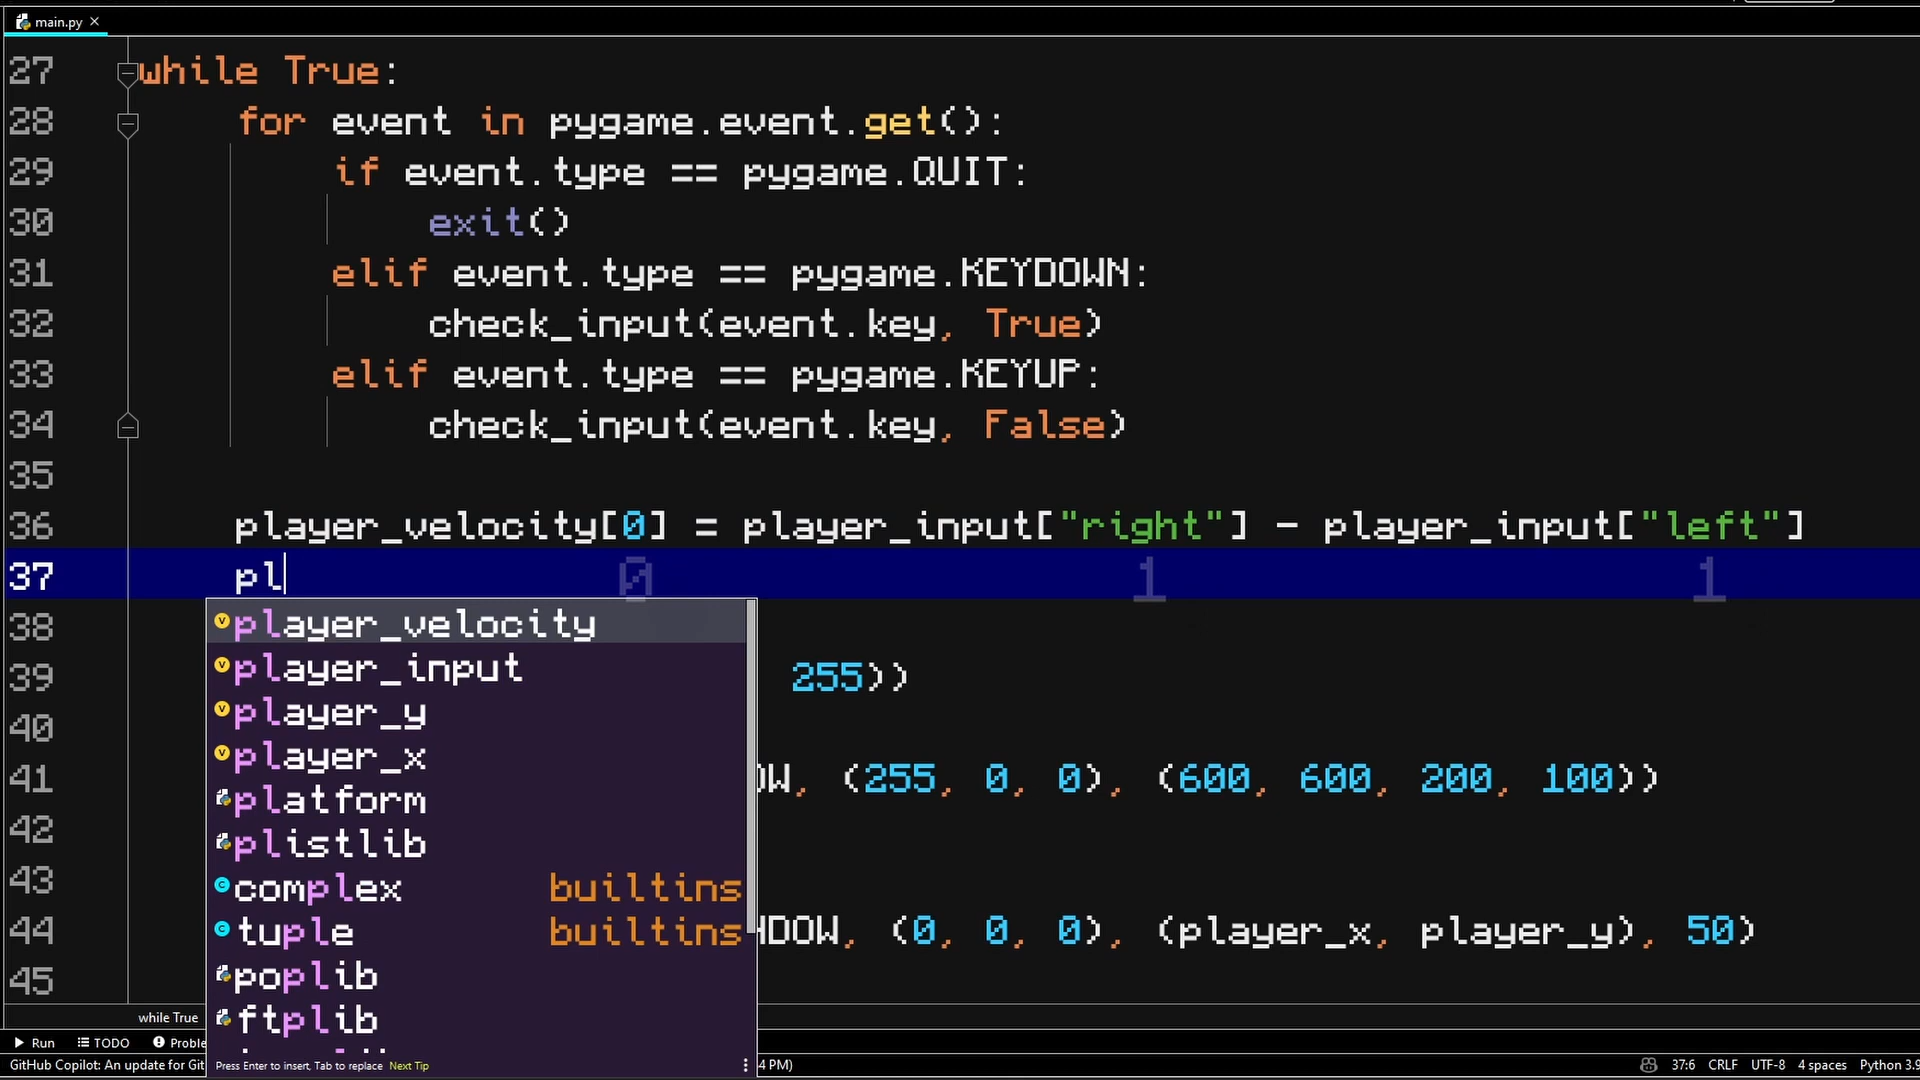 main.py ×
27 while True:
28 for event in pygame.event.get():
29 if event.type == pygame.QUIT:
30 exit()
31 elif event.type == pygame.KEYDOWN:
32 check_input(event.key, True)
33 elif event.type == pygame.KEYUP:
34 check_input(event.key, False)
35
36 player_velocity[0] = player_input["right"] - player_input["left"]
37 pl 0 1 1
38 player_velocity
player_input
39 255))
player_y
40 player_x
41 platform OW, (255, 0, 0), (600, 600, 200, 100))
42 plistlib
43 complex builtins
44 tuple builtins NDOW, (0, 0, 0), (player_x, player_y), 50)
45 poplib
ftplib
while True
Run TODO Proble
GitHub Copilot: An update for Git Press Enter to insert, Tab to replace Next Tip 4 PM) 37:6 CRLF UTF-8 4 spaces Python 3.9